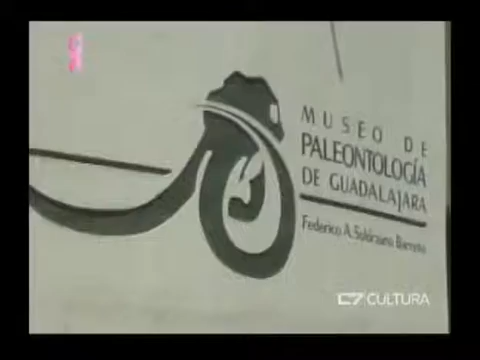 MUSEO DE
PALEONTOLOGÍA
DE GUADALAJARA
Federico A. Solórzano Barreto
C7 CULTURA